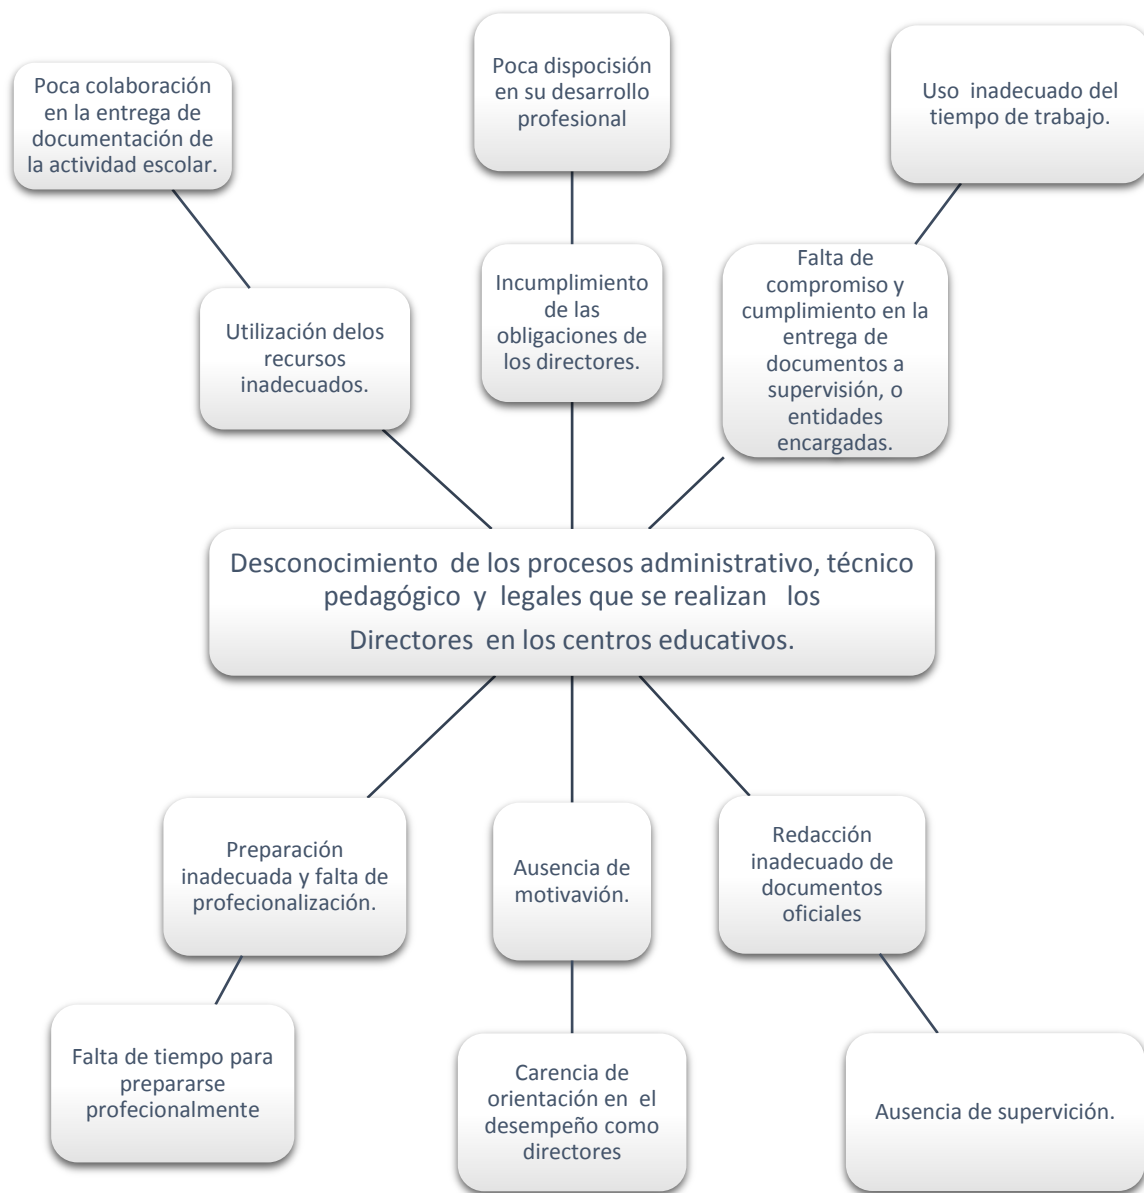 Poca colaboración
en la entrega de
documentación de
la actividad escolar.
Poca dispocisión
en su desarrollo
profesional
Uso inadecuado del
tiempo de trabajo.
Utilización delos
recursos
inadecuados.
Incumplimiento
de las
obligaciones de
los directores.
Falta de
compromiso y
cumplimiento en la
entrega de
documentos a
supervisión, o
entidades
encargadas.
Desconocimiento de los procesos administrativo, técnico
pedagógico y legales que se realizan los
Directores en los centros educativos.
Preparación
inadecuada y falta de
profecionalización.
Ausencia de
motivavión.
Redacción
inadecuado de
documentos
oficiales
Falta de tiempo para
prepararse
profecionalmente
Carencia de
orientación en el
desempeño como
directores
Ausencia de supervición.